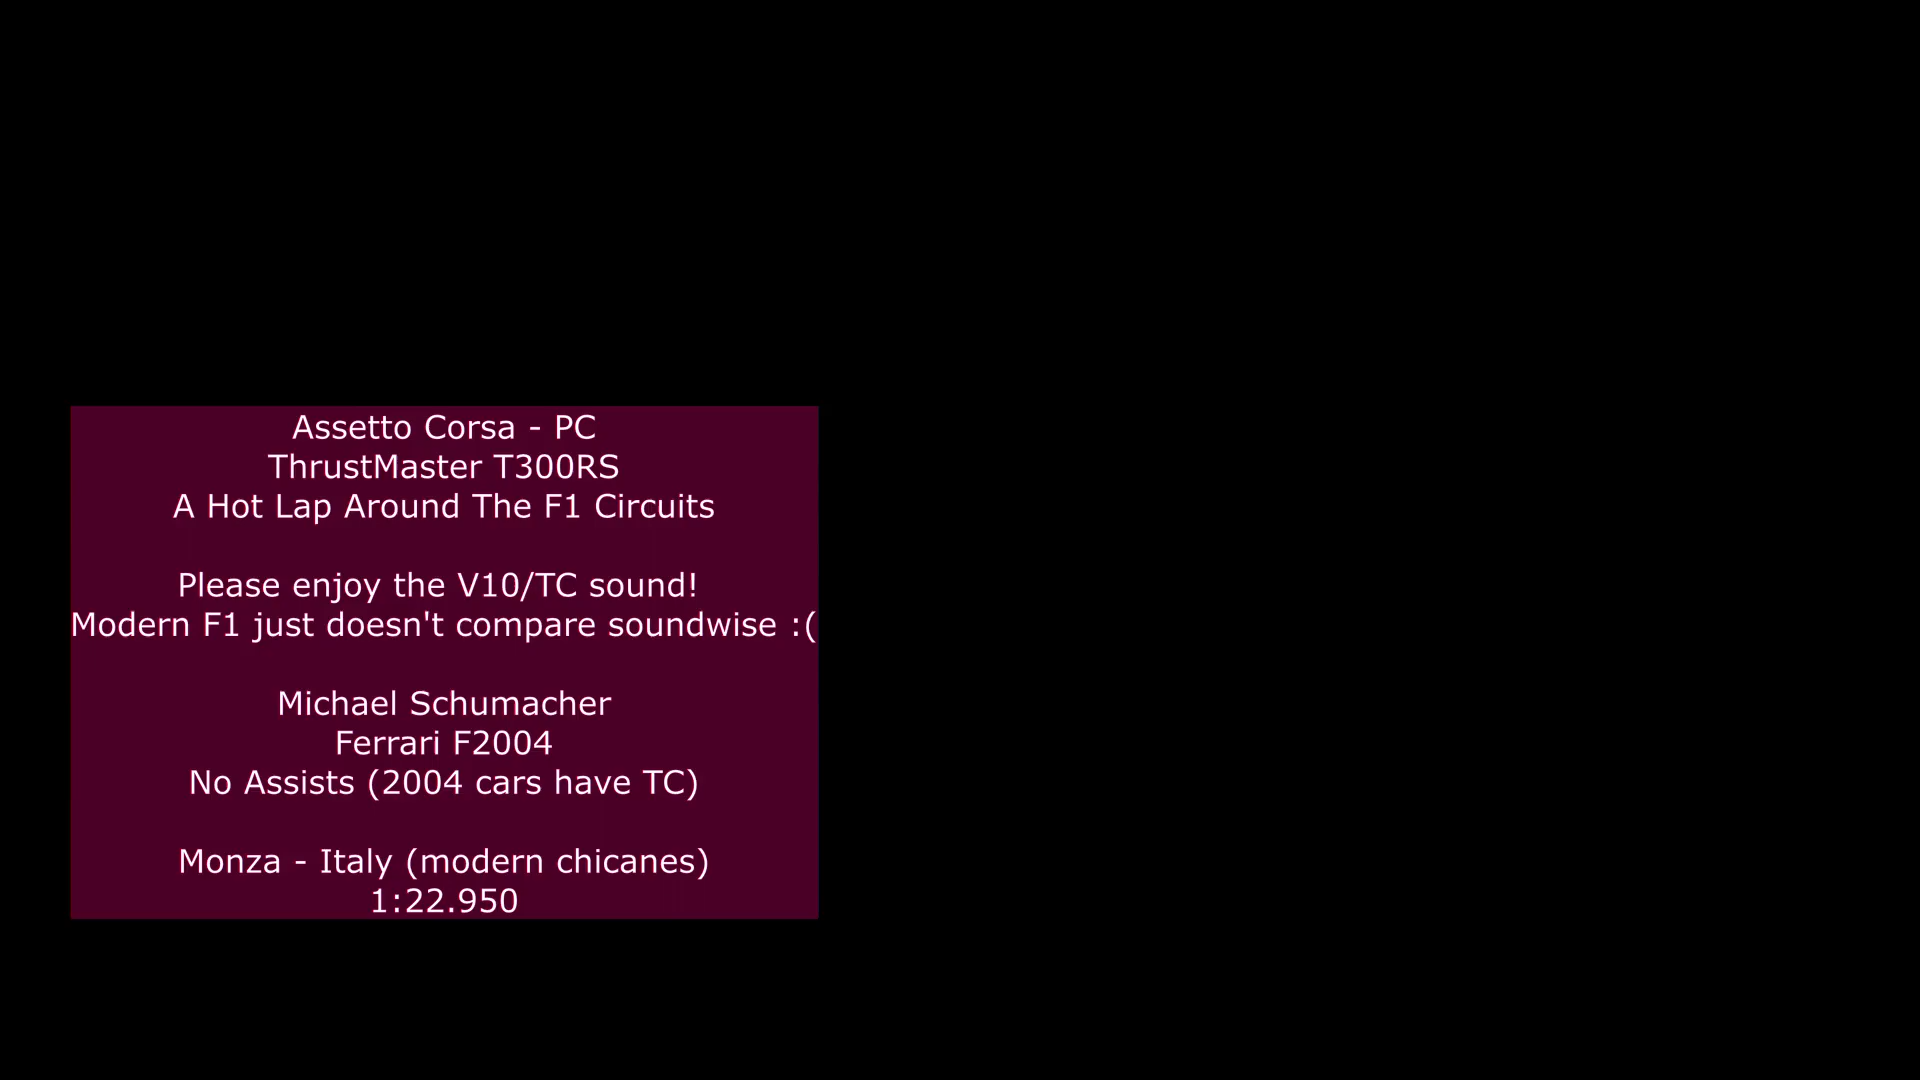 Assetto Corsa - PC
ThrustMaster T300RS
A Hot Lap Around The F1 Circuits
Please enjoy the V10/TC sound!
Modern F1 just doesn't compare soundwise :(
Michael Schumacher
Ferrari F2004
No Assists (2004 cars have TC)
Monza - Italy (modern chicanes)
1:22.950